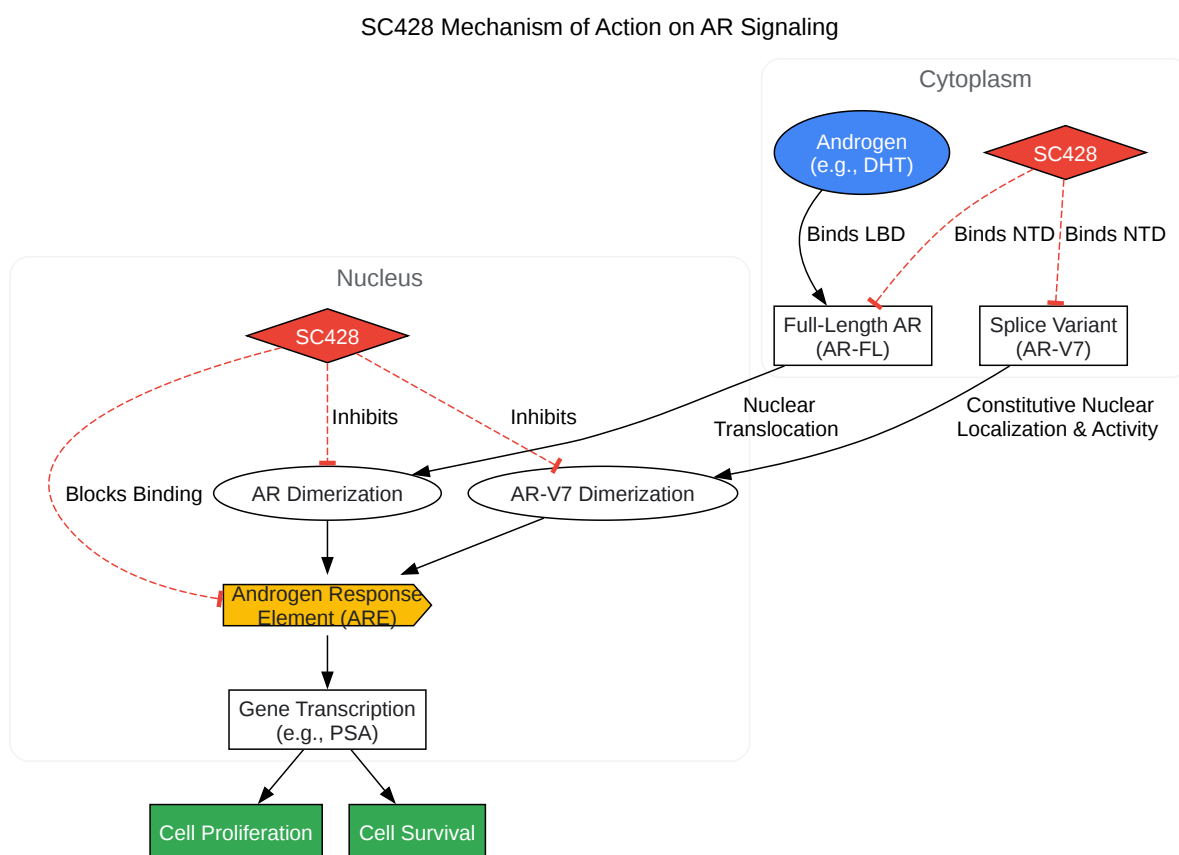 SC428 Mechanism of Action on AR Signaling
Cytoplasm
Androgen
(e.g., DHT)
SC428
Binds LBD
Binds NTD
Binds NTD
Nucleus
SC428
Full-Length AR
(AR-FL)
Splice Variant
(AR-V7)
Inhibits
Inhibits
Nuclear
Translocation
Constitutive Nuclear
Localization & Activity
Blocks Binding
AR Dimerization
AR-V7 Dimerization
Androgen Response
Element (ARE)
Gene Transcription
(e.g., PSA)
Cell Proliferation
Cell Survival